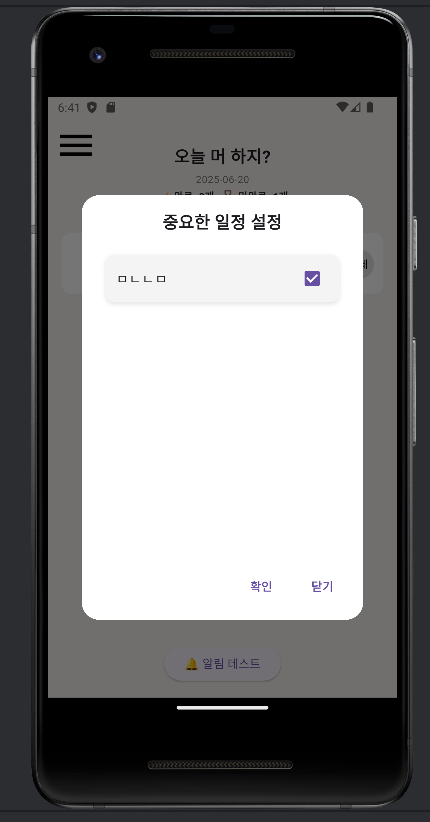 6:41
오늘 머 하지?
2025-06-20
중요한 일정 설정
ㅁㄴㄴㅁ
확인 닫기
🔔 알림 테스트